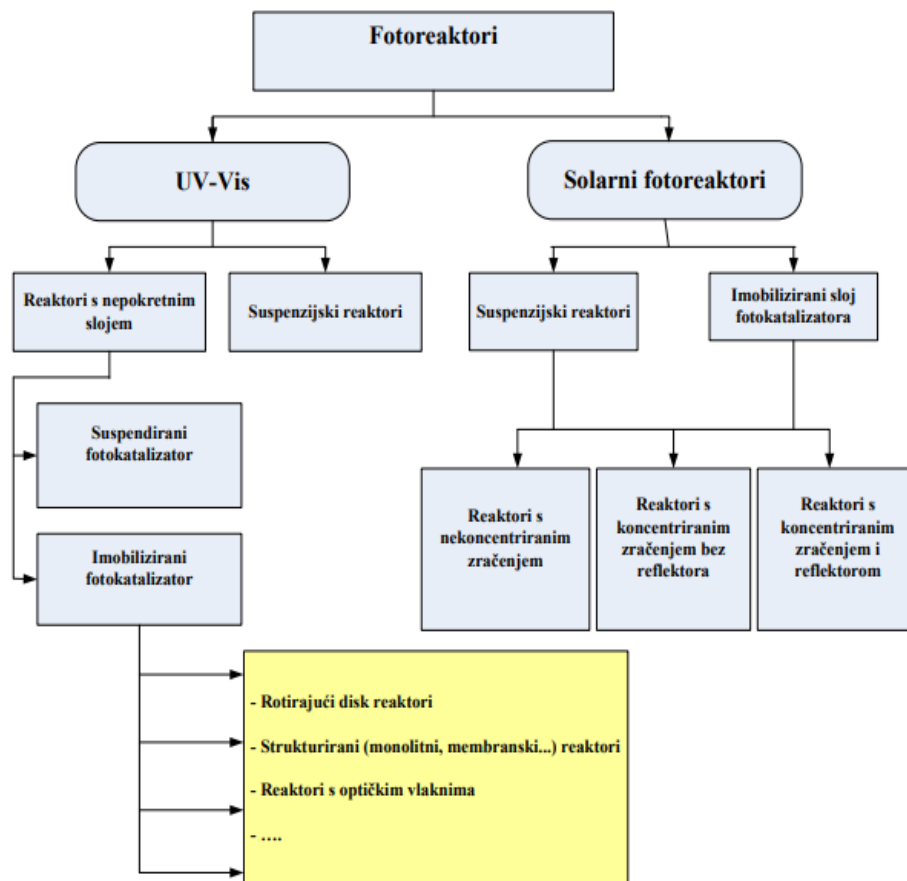 Fotoreaktori
UV-Vis
Solarni fotoreaktori
Reaktori s nepokretnim
slojem
Suspenzijski reaktori
Suspenzijski reaktori
Imobilizirani sloj
fotokatalizatora
Suspendirani
fotokatalizator
Imobilizirani
fotokatalizator
Reaktori s
nekoncentriranim
zračenjem
Reaktori s
koncentriranim
zračenjem bez
reflektora
Reaktori s
koncentriranim
zračenjem i
reflektorom
- Rotirajući disk reaktori
- Strukturirani (monolitni, membranski...) reaktori
- Reaktori s optičkim vlaknima
- ....